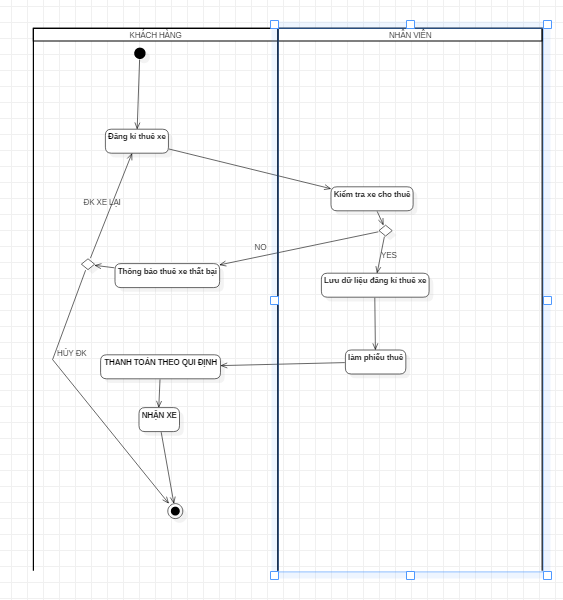 KHÁCH HÀNG
NHÂN VIÊN
Đăng kí thuê xe
ĐK XE LẠI
Kiểm tra xe cho thuê
NO
YES
Thông báo thuê xe thất bại
Lưu dữ liệu đăng kí thuê xe
HỦY ĐK
làm phiếu thuê
THANH TOÁN THEO QUI ĐỊNH
NHẬN XE